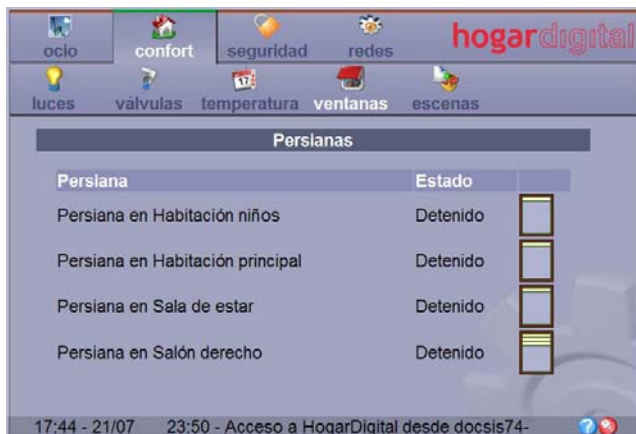 ocio confort seguridad redes hogardigital
luces válvulas temperatura ventanas escenas
17
Persianas
Persiana Estado
Persiana en Habitación niños Detenido
Persiana en Habitación principal Detenido
Persiana en Sala de estar Detenido
Persiana en Salón derecho Detenido
17:44 - 21/07 23:50 - Acceso a HogarDigital desde docsis74-
?